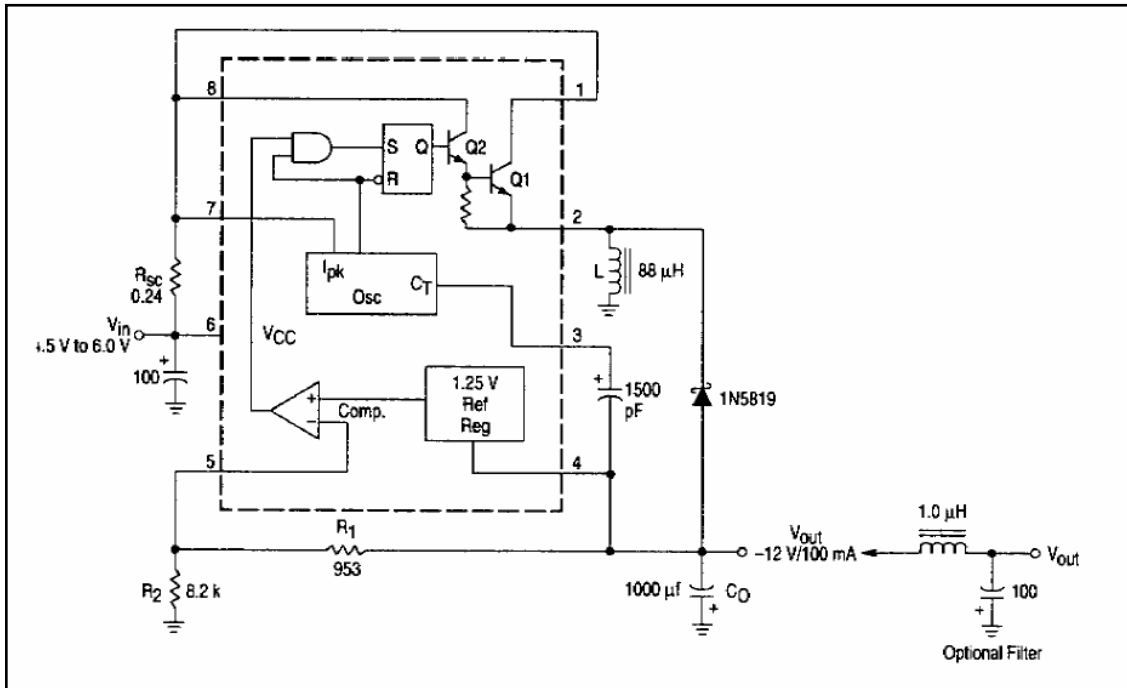 8
1
S
Q
R
Q2
Q1
7
2
Ipk
Osc
CT
L
88 μH
Rsc
0.24
Vin
.5 V to 6.0 V
6
VCC
3
100
+
+
1500
pF
1N5819
1.25 V
Ref
Reg
+
−
Comp.
5
4
R1
953
Vout
−12 V/100 mA
1.0 μH
Vout
R2
8.2 k
1000 μf
CO
+
100
+
Optional Filter